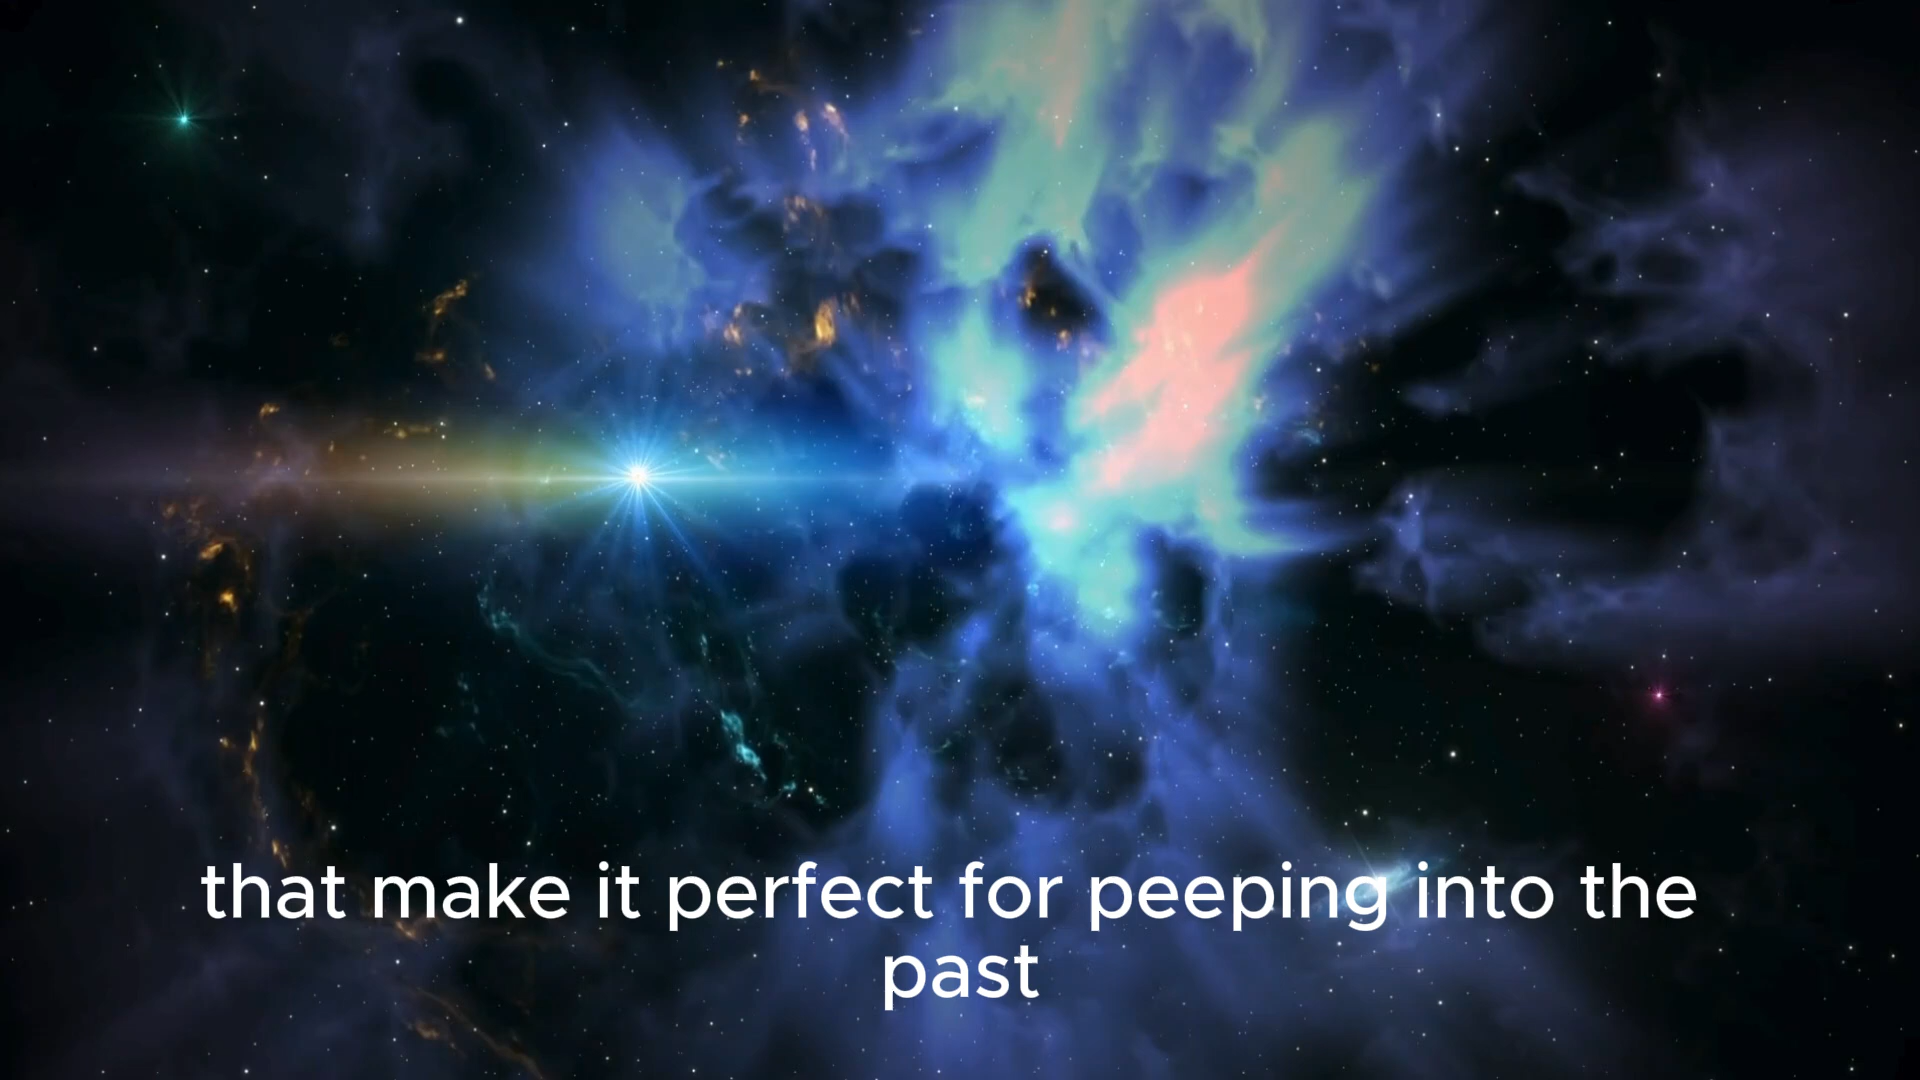 that make it perfect for peeping into the
past